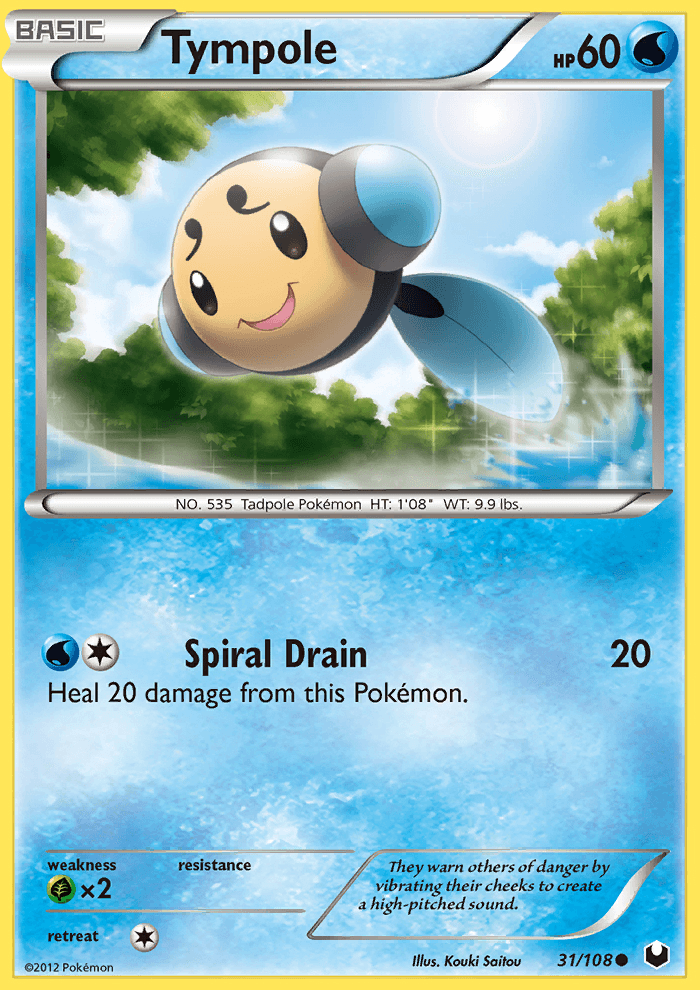 BASIC
Tympole
HP60
NO. 535 Tadpole Pokémon HT: 1'08" WT: 9.9 lbs.
Spiral Drain 20
Heal 20 damage from this Pokémon.
weakness resistance
×2
They warn others of danger by
vibrating their cheeks to create
a high-pitched sound.
retreat
Illus. Kouki Saitou 31/108
©2012 Pokémon